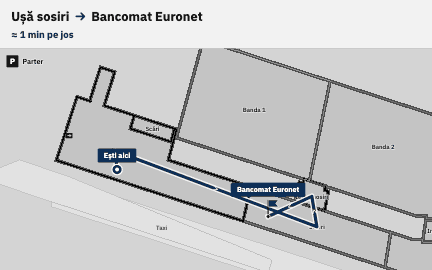 Ușă sosiri → Bancomat Euronet
≈ 1 min pe jos
P Parter
Banda 1
Scări
Banda 2
Ești aici
Bancomat Euronet
Taxi